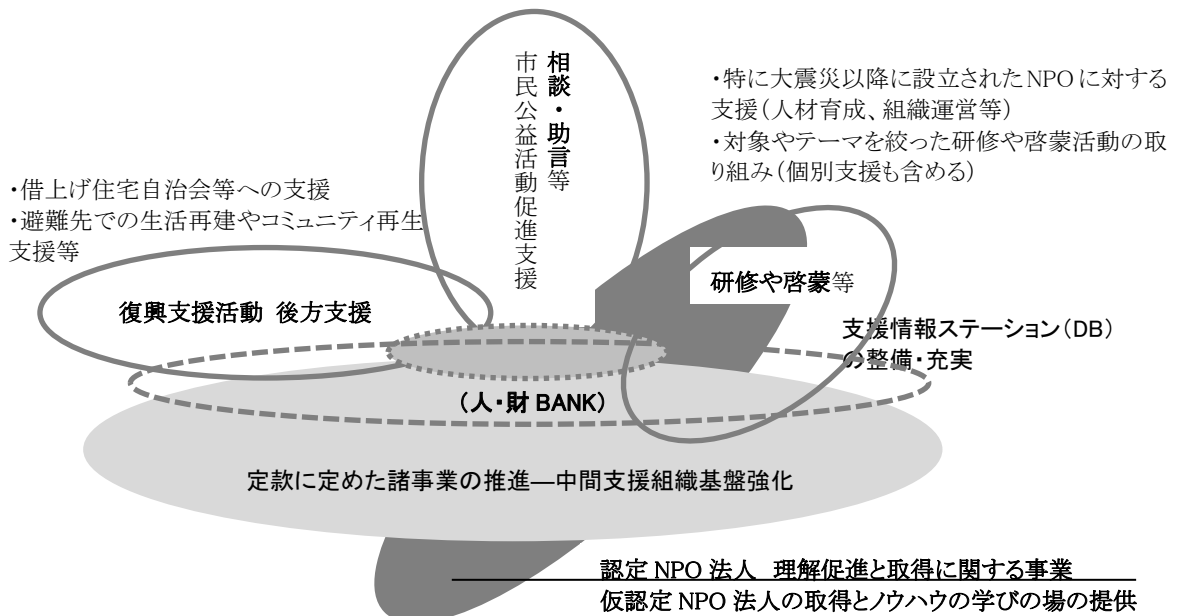 相談・助言等
市民公益活動促進支援
・特に大震災以降に設立されたNPOに対する
支援(人材育成、組織運営等)
・対象やテーマを絞った研修や啓蒙活動の取
り組み(個別支援も含める)
・借上げ住宅自治会等への支援
・避難先での生活再建やコミュニティ再生
支援等
復興支援活動 後方支援
研修や啓蒙等
支援情報ステーション(DB)
の整備・充実
(人・財 BANK)
定款に定めた諸事業の推進―中間支援組織基盤強化
認定 NPO 法人 理解促進と取得に関する事業
仮認定 NPO 法人の取得とノウハウの学びの場の提供